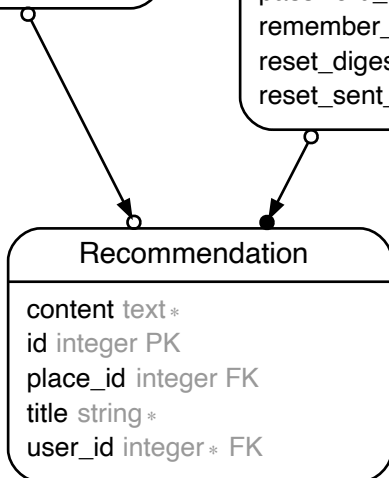 remember_
reset_diges
reset_sent_
Recommendation
content text*
id integer PK
place_id integer FK
title string*
user_id integer* FK